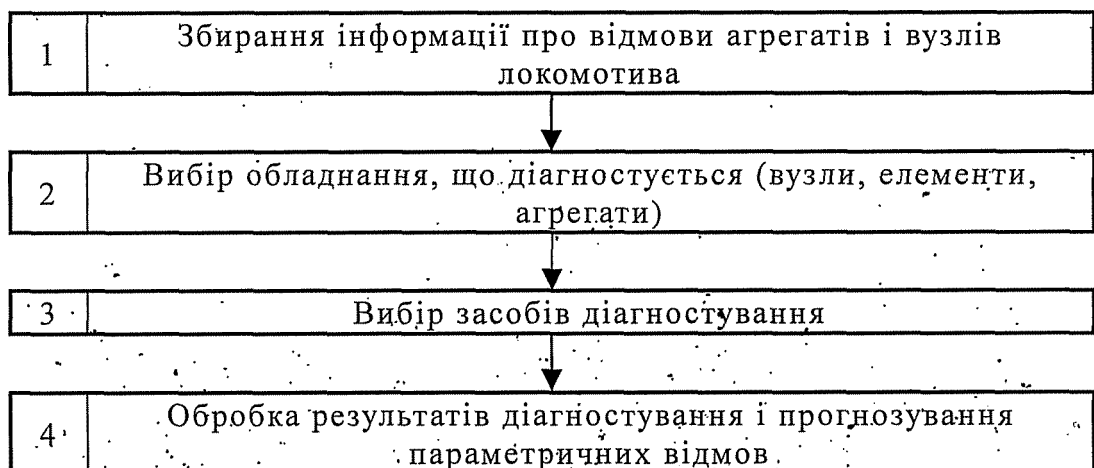 1
Збирання інформації про відмови агрегатів і вузлів
локомотива
2
Вибір обладнання, що діагностується (вузли, елементи,
агрегати)
3
Вибір засобів діагностування
4
Обробка результатів діагностування і прогнозування
параметричних відмов